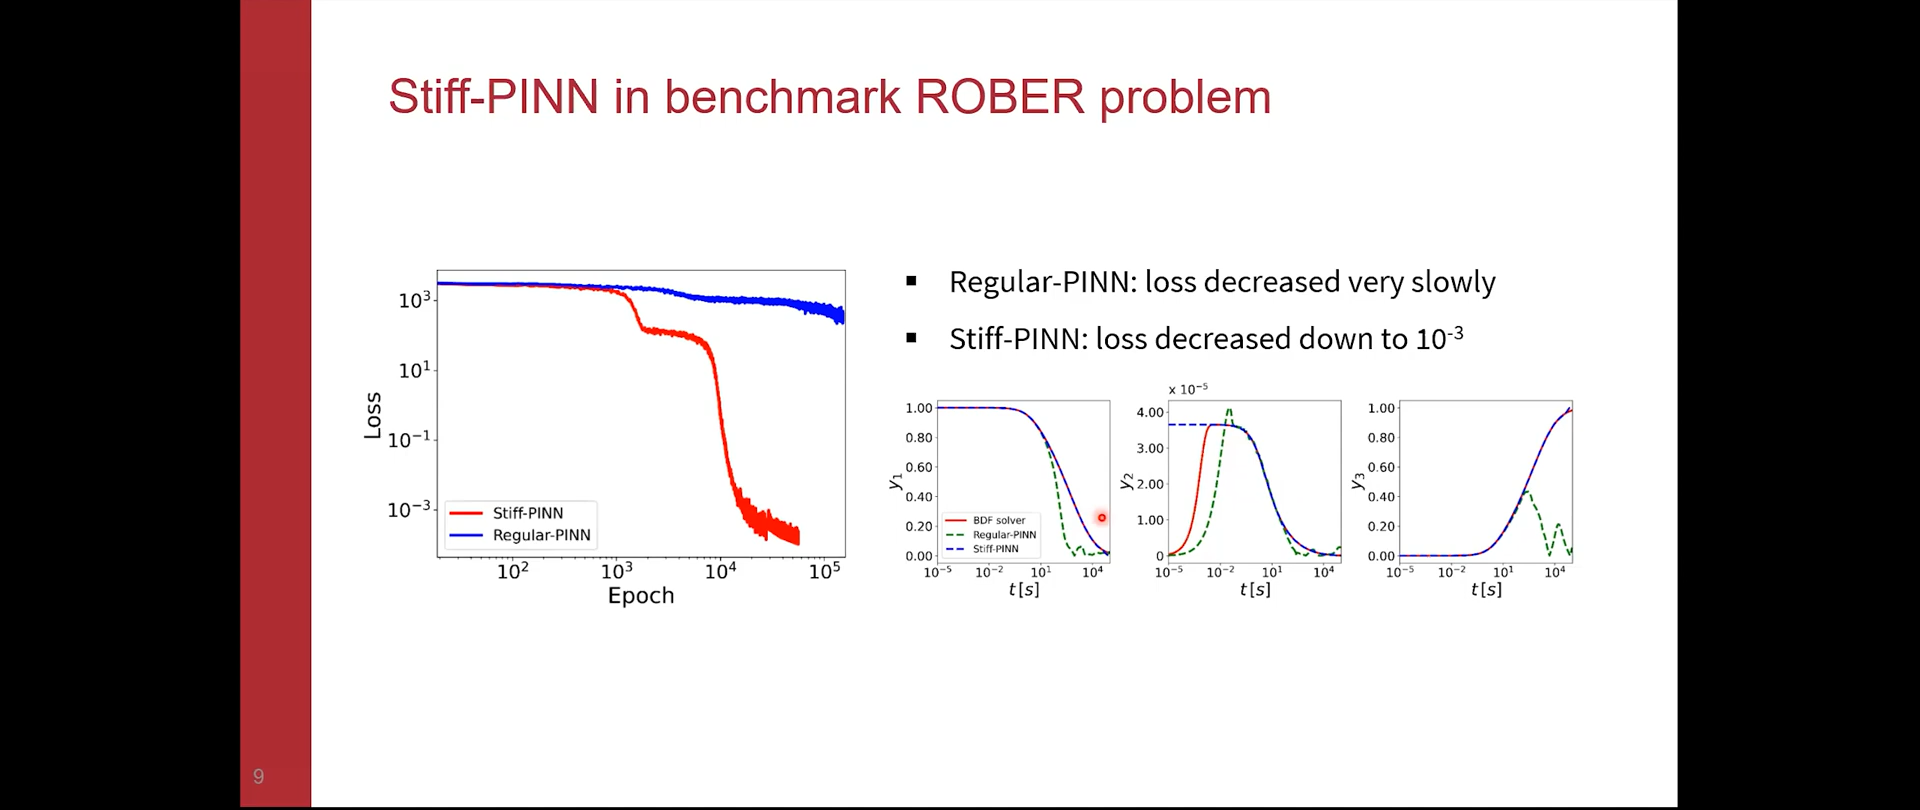 Stiff-PINN in benchmark ROBER problem
10³
10¹
10⁻¹
10⁻³
Loss
Stiff-PINN
Regular-PINN
10² 10³ 10⁴ 10⁵
Epoch
▪ Regular-PINN: loss decreased very slowly
▪ Stiff-PINN: loss decreased down to 10⁻³
1.00
0.80
0.60
0.40
0.20
0.00
y₁
BDF solver
Regular-PINN
Stiff-PINN
10⁻⁵ 10⁻² 10¹ 10⁴
t [s]
x 10⁻⁵
4.00
3.00
2.00
1.00
0
y₂
10⁻⁵ 10⁻² 10¹ 10⁴
t [s]
1.00
0.80
0.60
0.40
0.20
0.00
y₃
10⁻⁵ 10⁻² 10¹ 10⁴
t [s]
9